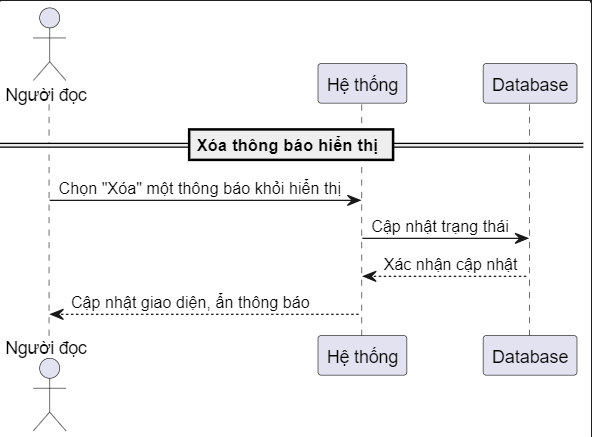 Người đọc
Hệ thống
Database
Xóa thông báo hiển thị
Chọn "Xóa" một thông báo khỏi hiển thị
Cập nhật trạng thái
Xác nhận cập nhật
Cập nhật giao diện, ẩn thông báo
Người đọc
Hệ thống
Database